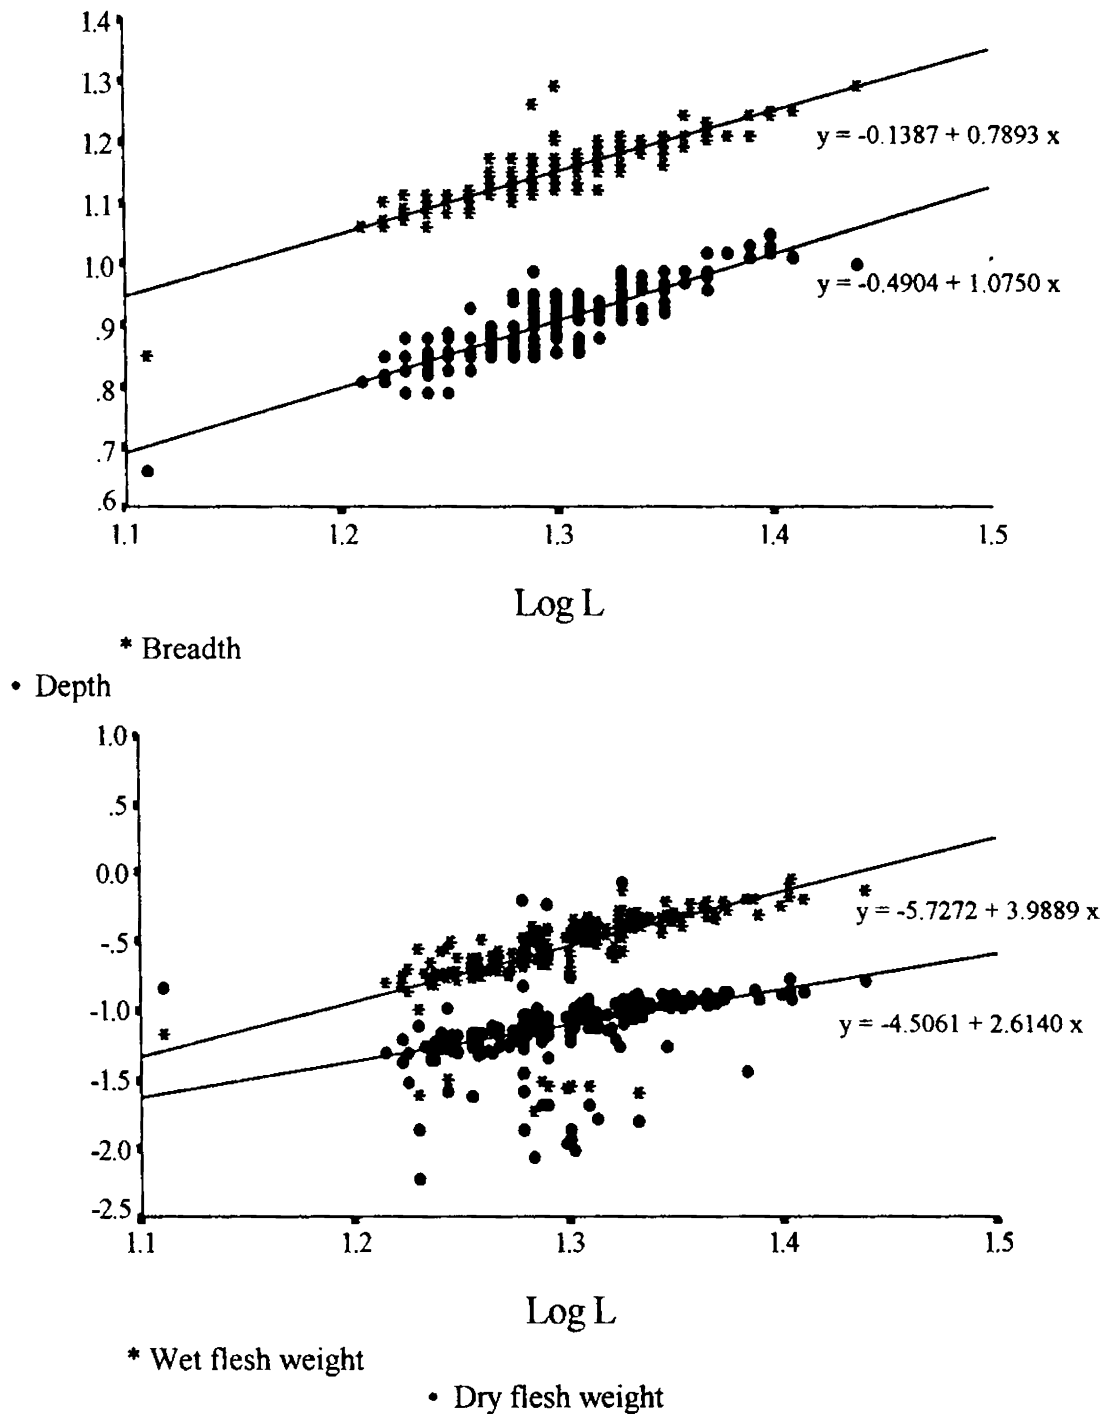 1.4
1.3
1.2
y = -0.1387 + 0.7893 x
1.1
1.0
y = -0.4904 + 1.0750 x
.9
.8
.7
.6
1.1 1.2 1.3 1.4 1.5
Log L
* Breadth
• Depth
1.0
.5
0.0
y = -5.7272 + 3.9889 x
-.5
-1.0
y = -4.5061 + 2.6140 x
-1.5
-2.0
-2.5
1.1 1.2 1.3 1.4 1.5
Log L
* Wet flesh weight
• Dry flesh weight